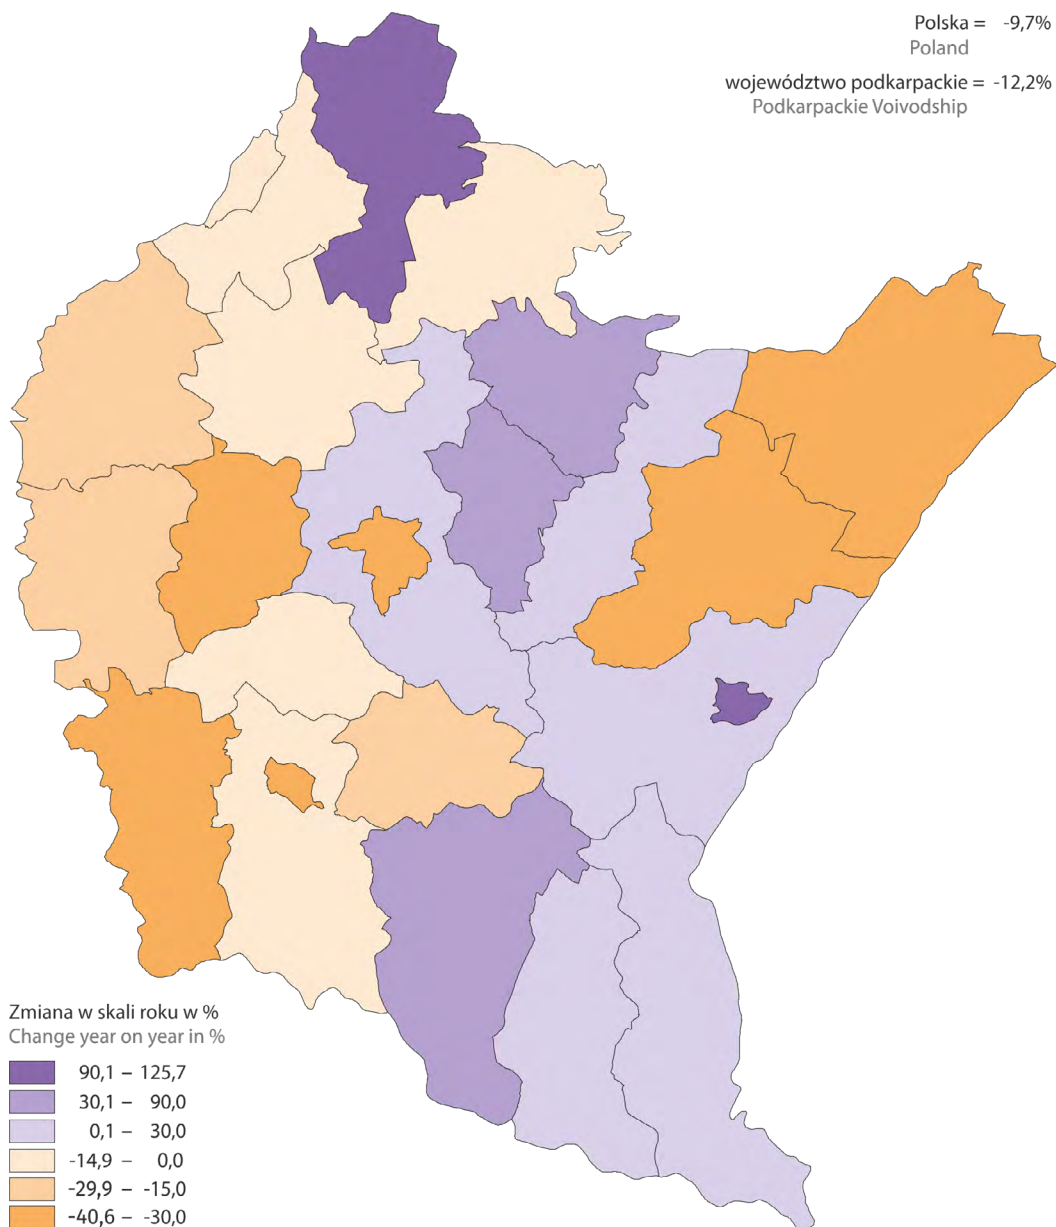 Polska = -9,7%
Poland
województwo podkarpackie = -12,2%
Podkarpackie Voivodship
Zmiana w skali roku w %
Change year on year in %
90,1 – 125,7
30,1 – 90,0
0,1 – 30,0
-14,9 – 0,0
-29,9 – -15,0
-40,6 – -30,0